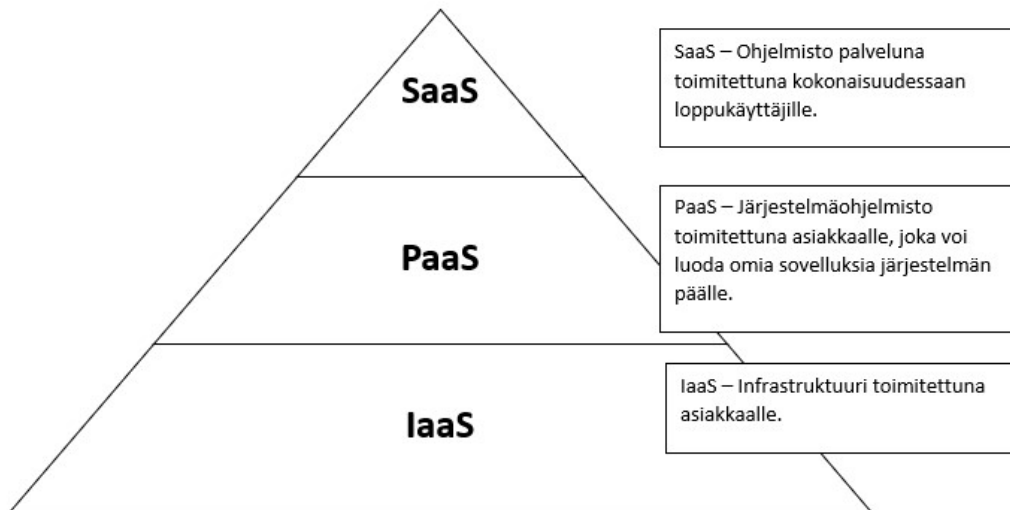 SaaS
SaaS – Ohjelmisto palveluna
toimitettuna kokonaisuudessaan
loppukäyttäjille.
PaaS
PaaS – Järjestelmäohjelmisto
toimitettuna asiakkaalle, joka voi
luoda omia sovelluksia järjestelmän
päälle.
IaaS
IaaS – Infrastruktuuri toimitettuna
asiakkaalle.